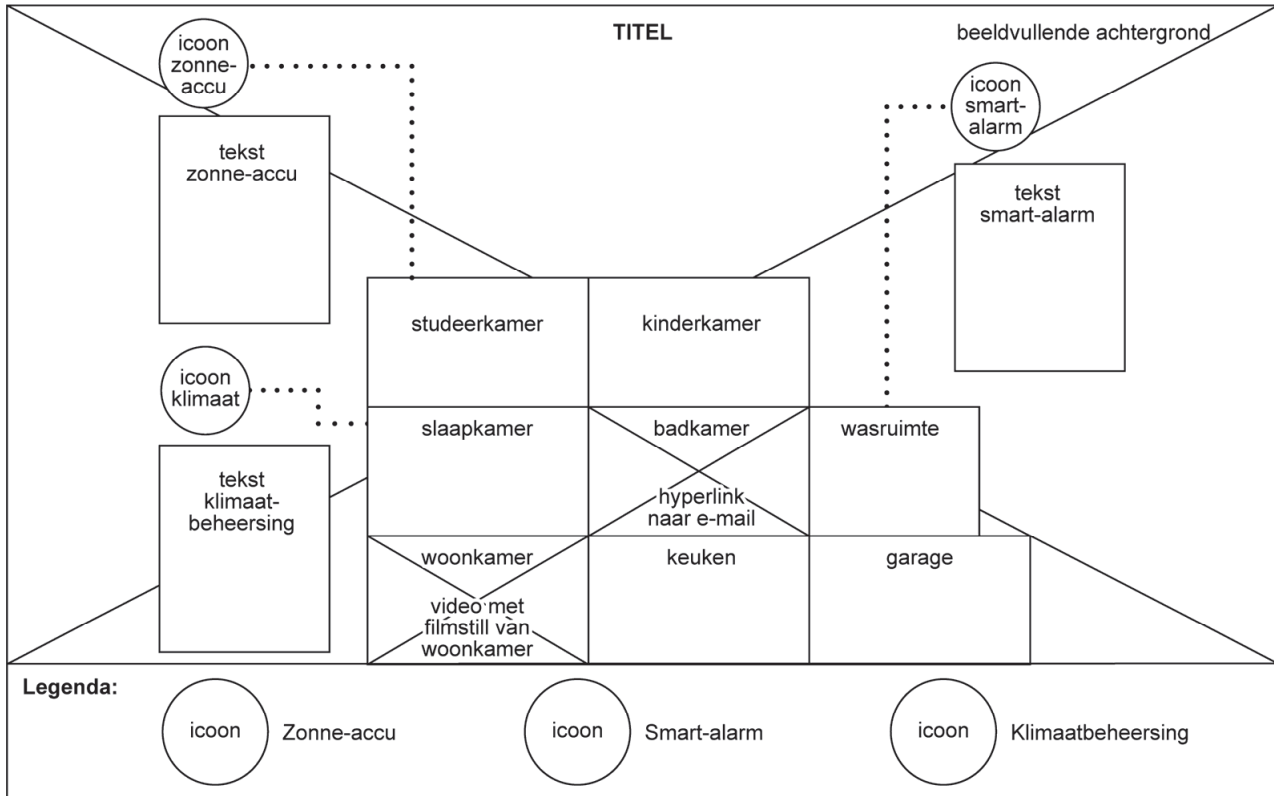 TITEL
beeldvullende achtergrond
icoon
zonne-
accu
icoon
smart-
alarm
tekst
zonne-accu
tekst
smart-alarm
studeerkamer
kinderkamer
icoon
klimaat
slaapkamer
badkamer
hyperlink
naar e-mail
wasruimte
tekst
klimaat-
beheersing
woonkamer
video met
filmstill van
woonkamer
keuken
garage
Legenda:
icoon
Zonne-accu
icoon
Smart-alarm
icoon
Klimaatbeheersing